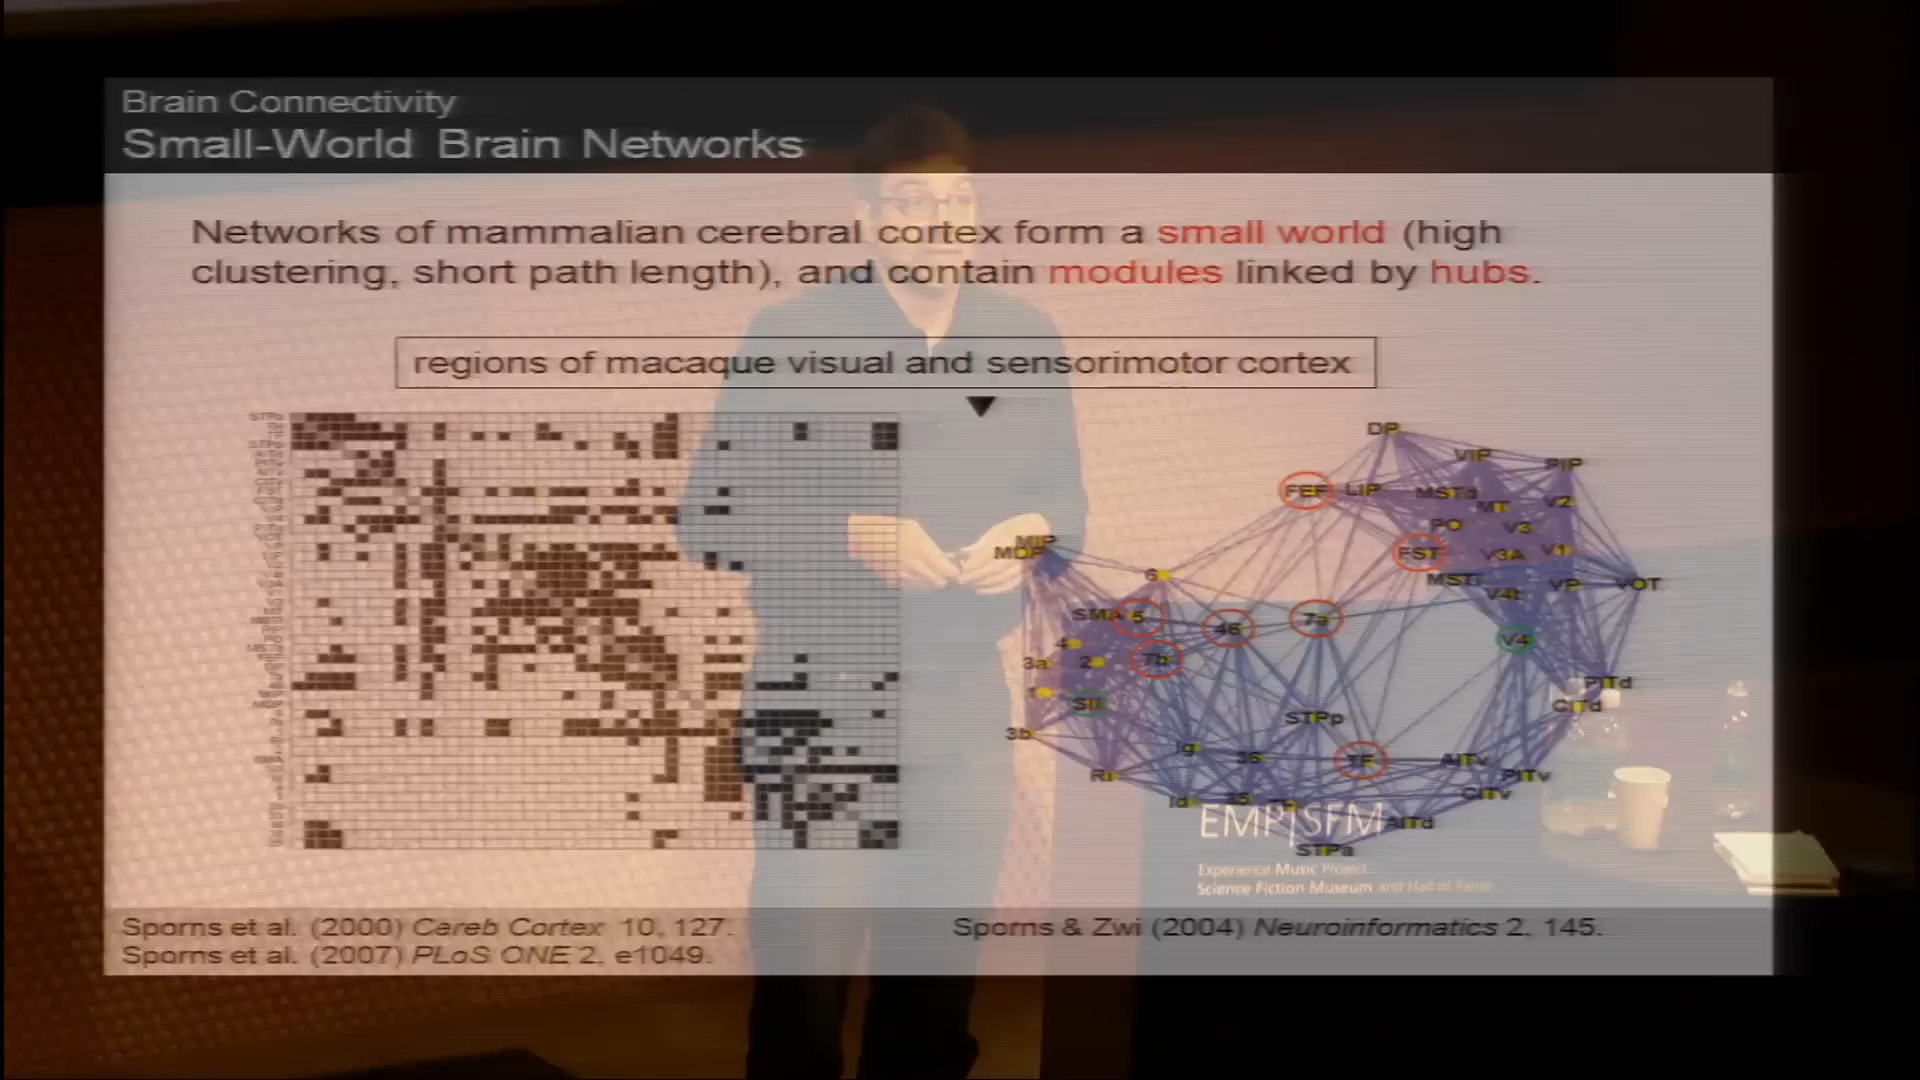 Brain Connectivity
Small-World Brain Networks
Networks of mammalian cerebral cortex form a small world (high
clustering, short path length), and contain modules linked by hubs.
regions of macaque visual and sensorimotor cortex
DP
VIP
PIP
FEF
LIP
MSTd
MT
V2
PO
V3
MIP
MDP
FST
V3A
V1
6
MSTl
V4t
VP
VOT
SMA
5
46
7a
V4
4
3a
2
7b
1
SII
PITd
CITd
3b
STPp
Ig
36
TF
AITv
Ri
PITv
Id
35
CITv
EMP|SFM
AITd
STPa
Experience Music Project
Science Fiction Museum and Hall of Fame
Sporns et al. (2000) Careb Cortex 10, 127.
Sporns & Zwi (2004) Neuroinformatics 2, 145.
Sporns et al. (2007) PLoS ONE 2, e1049.